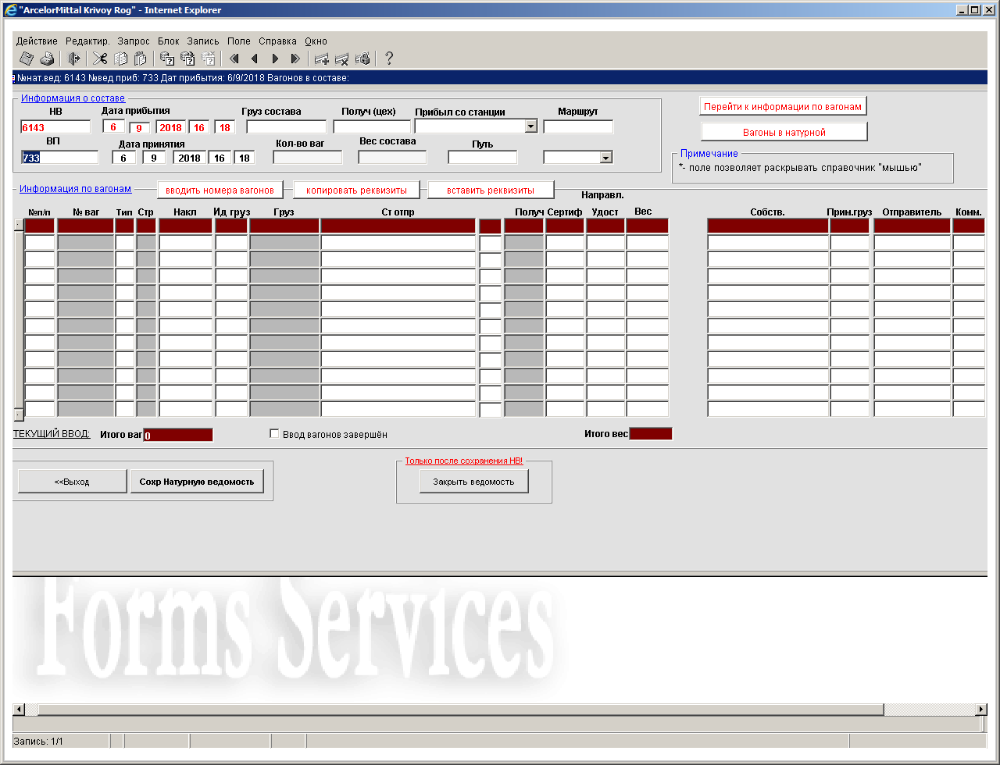 "ArcelorMittal Krivoy Rog" - Internet Explorer
Действие Редактир. Запрос Блок Запись Поле Справка Окно
№нат.вед: 6143 №вед приб: 733 Дат прибытия: 6/9/2018 Вагонов в составе:
Информация о составе
НВ Дата прибытия Груз состава Получ (цех) Прибыл со станции Маршрут
6143 6 9 2018 16 18
ВП Дата принятия Кол-во ваг Вес состава Путь
733 6 9 2018 16 18
Перейти к информации по вагонам
Вагоны в натурной
Примечание
*- поле позволяет раскрывать справочник "мышью"
Информация по вагонам вводить номера вагонов копировать реквизиты вставить реквизиты
Направл.
№п/п № ваг Тип Стр Накл Ид груз Груз Ст отпр Получ Сертиф Удост Вес Собств. Прим.груз Отправитель Комм.
ТЕКУЩИЙ ВВОД: Итого ваг 0 Ввод вагонов завершён Итого вес
<<Выход Сохр Натурную ведомость
Только после сохранения НВ!
Закрыть ведомость
Forms Services
Запись: 1/1